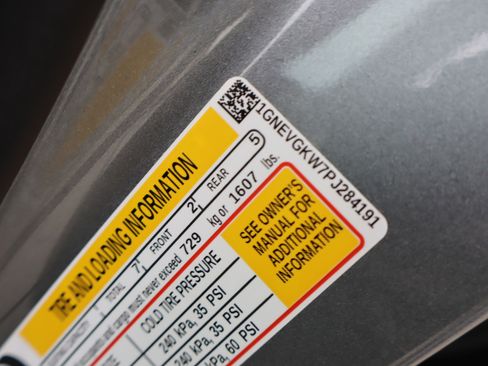 1GNEVGKW7PJ284191
TIRE AND LOADING INFORMATION
TOTAL 7 FRONT 2 REAR 5
and cargo must never exceed 729 kg or 1607 lbs.
COLD TIRE PRESSURE
240 kPa, 35 PSI
240 kPa, 35 PSI
kPa, 60 PSI
SEE OWNER'S
MANUAL FOR
ADDITIONAL
INFORMATION